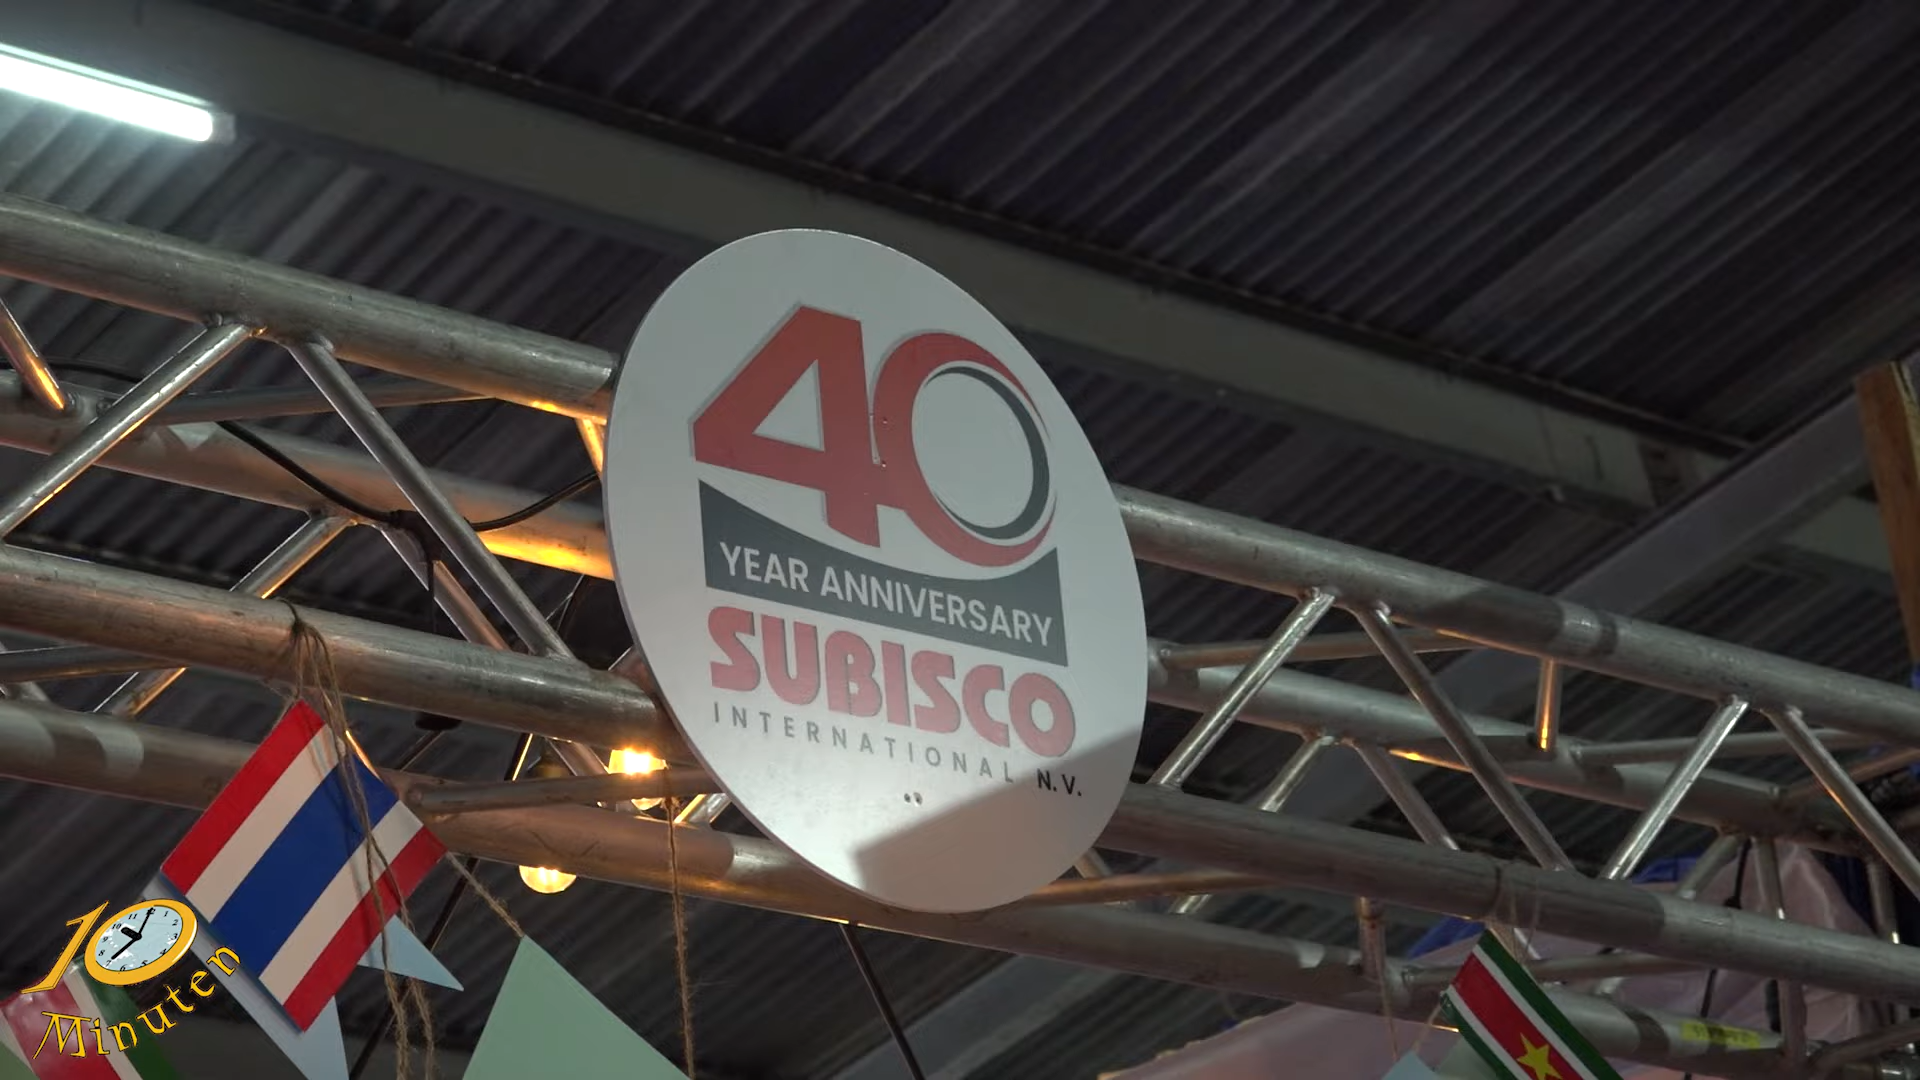 40
YEAR ANNIVERSARY
SUBISCO
INTERNATIONAL N.V.
10
Minuten